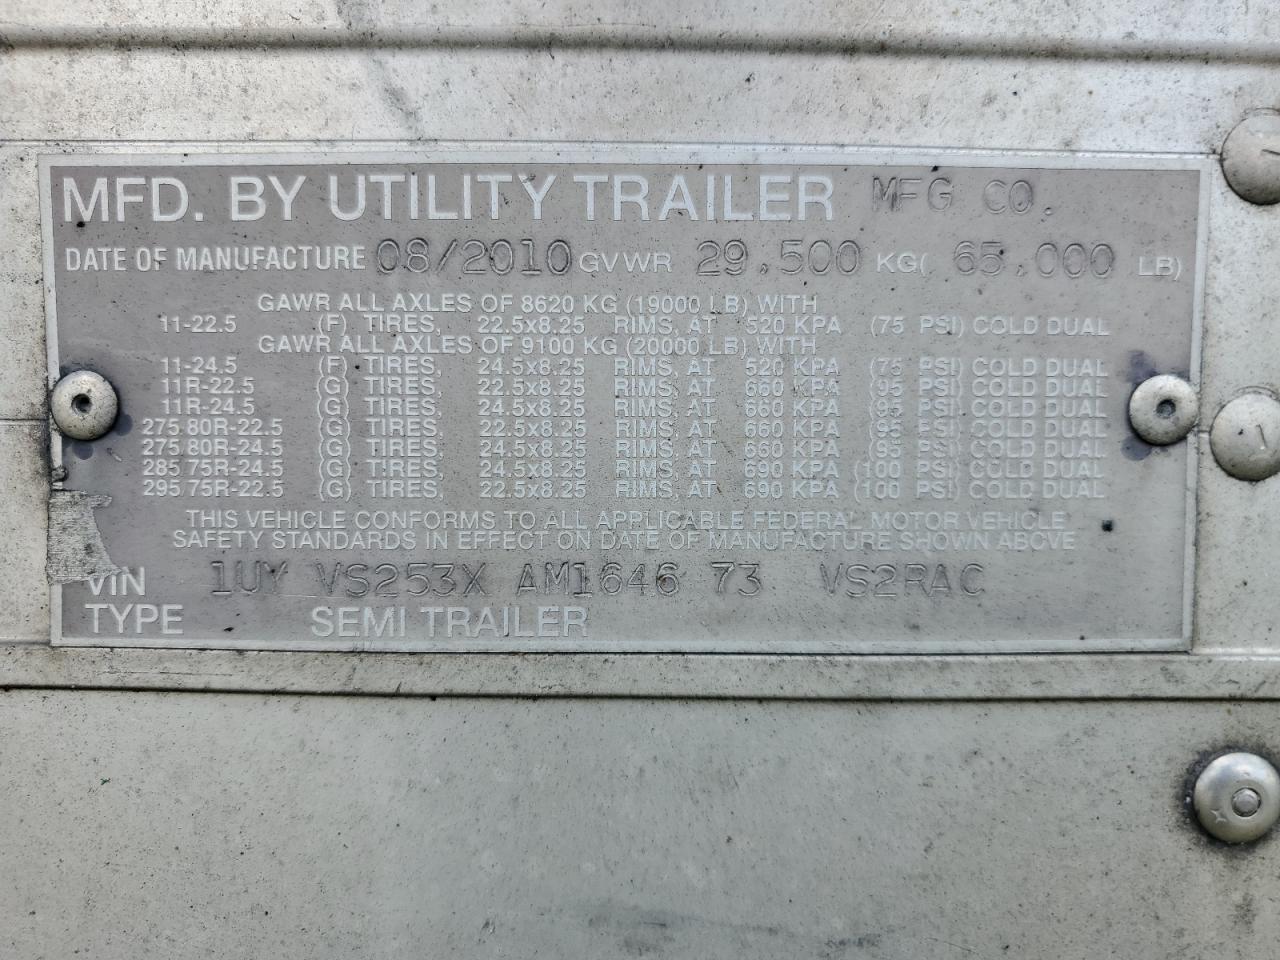 MFD. BY UTILITY TRAILER MFG CO.
DATE OF MANUFACTURE 08/2010 GVWR 29,500 KG( 65,000 LB)
GAWR ALL AXLES OF 8620 KG (19000 LB) WITH
11-22.5 (F) TIRES, 22.5x8.25 RIMS, AT 520 KPA (75 PSI) COLD DUAL
GAWR ALL AXLES OF 9100 KG (20000 LB) WITH
11-24.5 (F) TIRES, 24.5x8.25 RIMS, AT 520 KPA (75 PSI) COLD DUAL
11R-22.5 (G) TIRES, 22.5x8.25 RIMS, AT 660 KPA (95 PSI) COLD DUAL
11R-24.5 (G) TIRES, 24.5x8.25 RIMS, AT 660 KPA (95 PSI) COLD DUAL
275 80R-22.5 (G) TIRES, 22.5x8.25 RIMS, AT 660 KPA (95 PSI) COLD DUAL
275 80R-24.5 (G) TIRES, 24.5x8.25 RIMS, AT 660 KPA (95 PSI) COLD DUAL
285 75R-24.5 (G) TIRES, 24.5x8.25 RIMS, AT 690 KPA (100 PSI) COLD DUAL
295 75R-22.5 (G) TIRES, 22.5x8.25 RIMS, AT 690 KPA (100 PSI) COLD DUAL
THIS VEHICLE CONFORMS TO ALL APPLICABLE FEDERAL MOTOR VEHICLE
SAFETY STANDARDS IN EFFECT ON DATE OF MANUFACTURE SHOWN ABOVE
VIN 1UY VS253X AM1646 73 VS2RAC
TYPE SEMI TRAILER